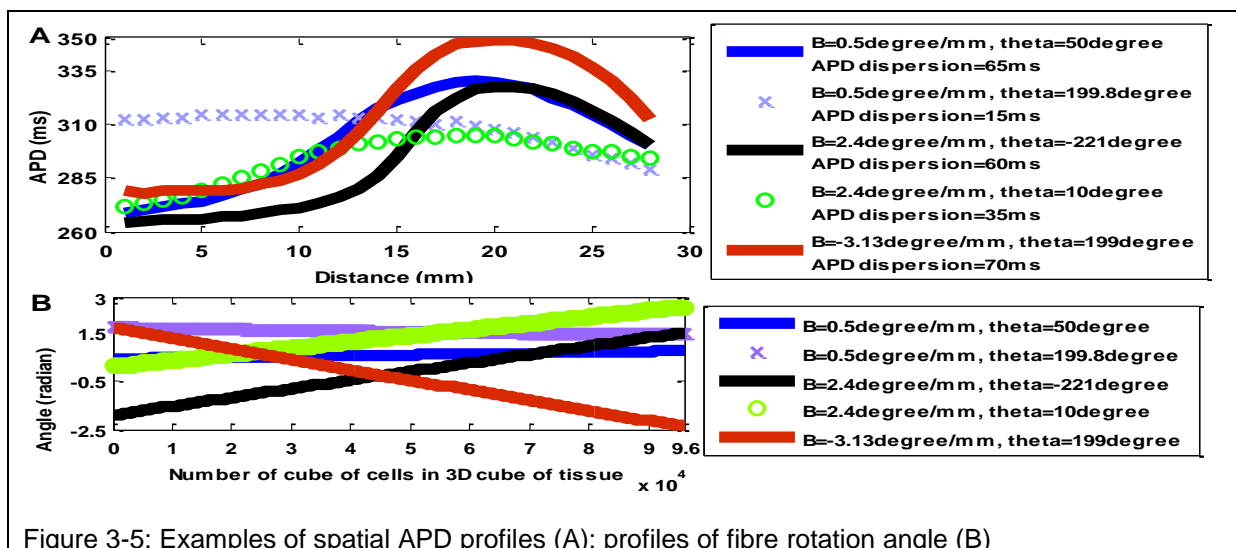 A
350
335
310
285
260
APD (ms)
0 5 10 15 20 25 30
Distance (mm)
B=0.5degree/mm, theta=50degree
APD dispersion=65ms
B=0.5degree/mm, theta=199.8degree
APD dispersion=15ms
B=2.4degree/mm, theta=-221degree
APD dispersion=60ms
B=2.4degree/mm, theta=10degree
APD dispersion=35ms
B=-3.13degree/mm, theta=199degree
APD dispersion=70ms
B
3
1.5
-0.5
-2.5
Angle (radian)
0 1 2 3 4 5 6 7 8 9 9.6
Number of cube of cells in 3D cube of tissue
x 10^4
B=0.5degree/mm, theta=50degree
B=0.5degree/mm, theta=199.8degree
B=2.4degree/mm, theta=-221degree
B=2.4degree/mm, theta=10degree
B=-3.13degree/mm, theta=199degree
Figure 3-5: Examples of spatial APD profiles (A); profiles of fibre rotation angle (B)